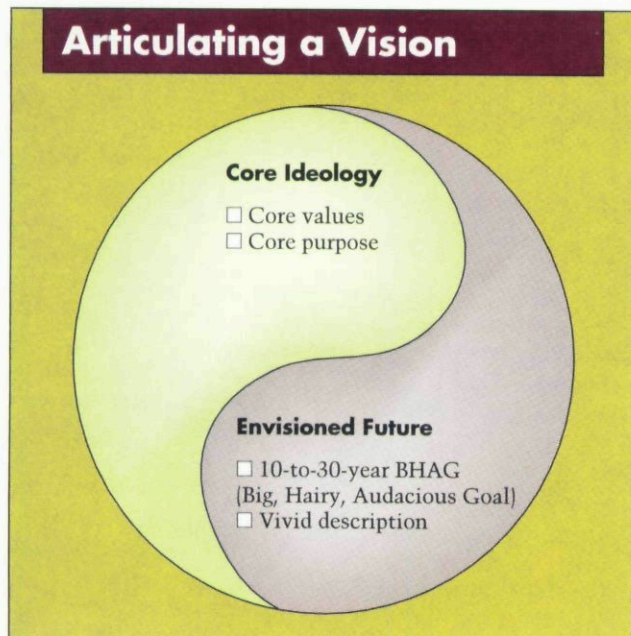 Articulating a Vision
Core Ideology
☐ Core values
☐ Core purpose
Envisioned Future
☐ 10-to-30-year BHAG
(Big, Hairy, Audacious Goal)
☐ Vivid description